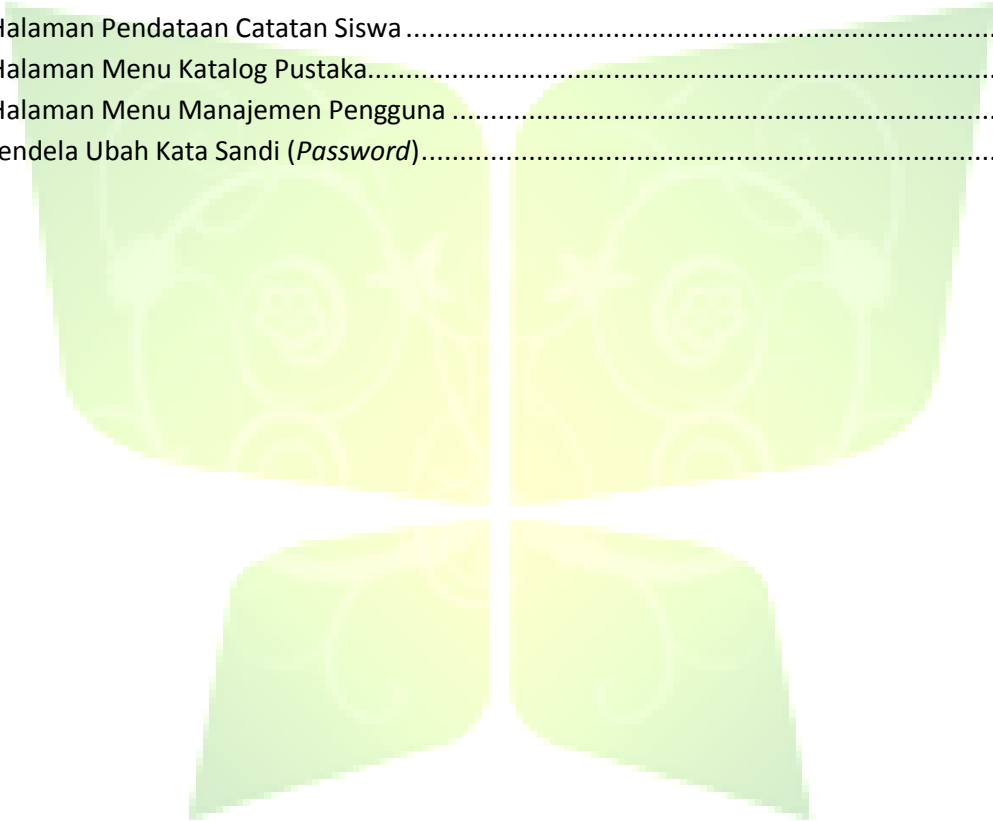 Halaman Pendataan Catatan Siswa ...........................................................................
Halaman Menu Katalog Pustaka...............................................................................
Halaman Menu Manajemen Pengguna .....................................................................
endela Ubah Kata Sandi (Password).........................................................................